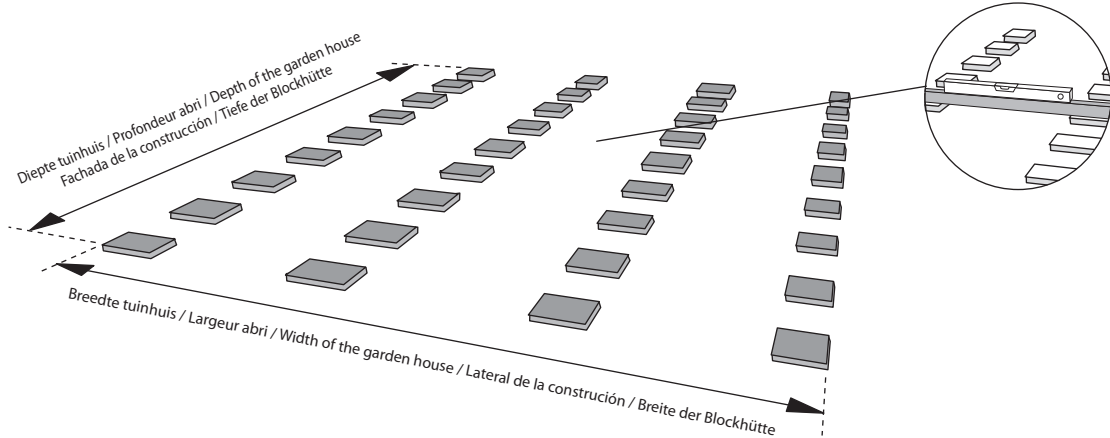 Diepte tuinhuis / Profondeur abri / Depth of the garden house
Fachada de la construcción / Tiefe der Blockhütte
Breedte tuinhuis / Largeur abri / Width of the garden house / Lateral de la construción / Breite der Blockhütte